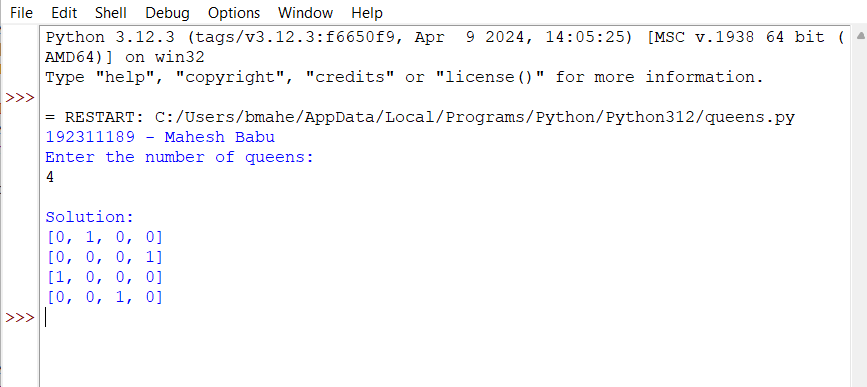 File Edit Shell Debug Options Window Help
Python 3.12.3 (tags/v3.12.3:f6650f9, Apr  9 2024, 14:05:25) [MSC v.1938 64 bit (
AMD64)] on win32
Type "help", "copyright", "credits" or "license()" for more information.
>>>
= RESTART: C:/Users/bmahe/AppData/Local/Programs/Python/Python312/queens.py
192311189 - Mahesh Babu
Enter the number of queens:
4
Solution:
[0, 1, 0, 0]
[0, 0, 0, 1]
[1, 0, 0, 0]
[0, 0, 1, 0]
>>>